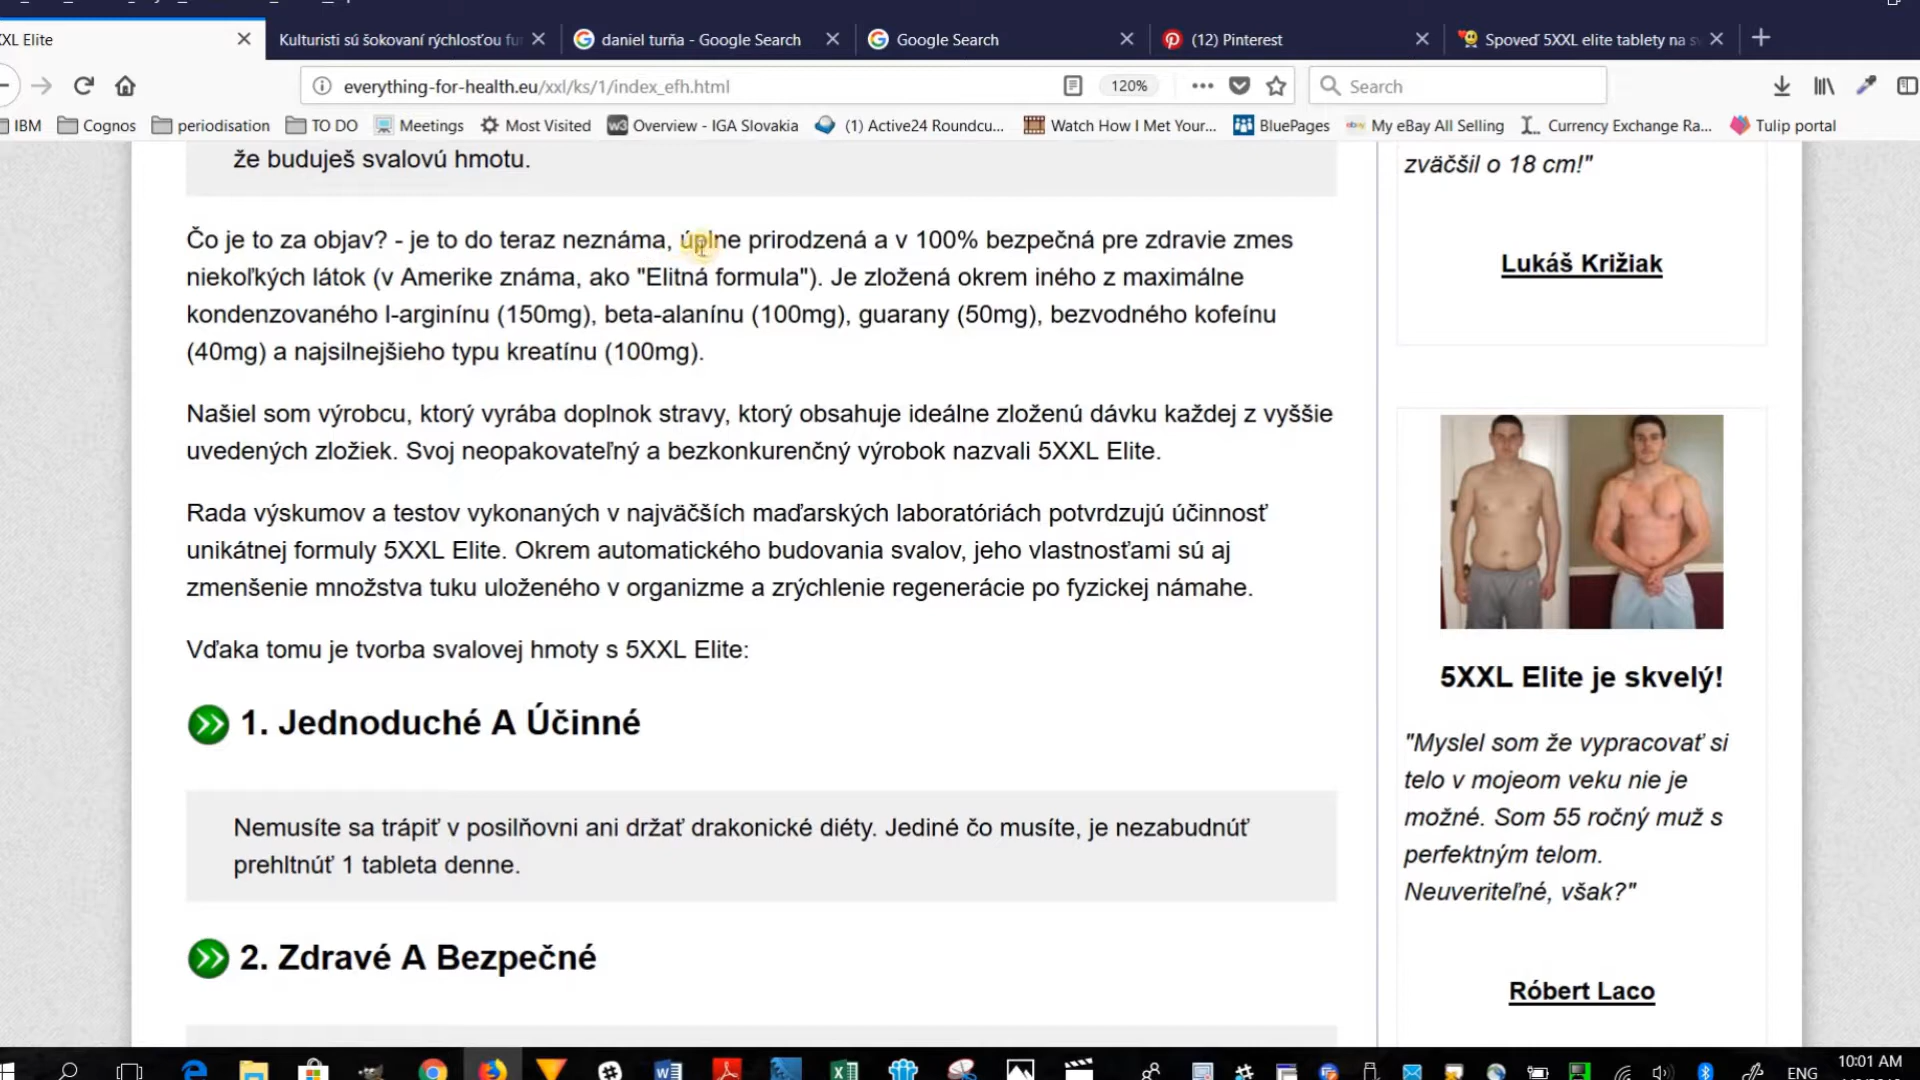 XL Elite
Kulturisti sú šokovaní rýchlosťou
daniel turňa - Google Search
Google Search
(12) Pinterest
Spoveď 5XXL elite tablety na
everything-for-health.eu/xxl/ks/1/index_efh.html
120%
Search
IBM
Cognos
periodisation
TO DO
Meetings
Most Visited
Overview - IGA Slovakia
(1) Active24 Roundcu...
Watch How I Met Your...
BluePages
My eBay All Selling
Currency Exchange Ra...
Tulip portal
že buduješ svalovú hmotu.
Čo je to za objav? - je to do teraz neznáma, úplne prirodzená a v 100% bezpečná pre zdravie zmes
niekoľkých látok (v Amerike známa, ako "Elitná formula"). Je zložená okrem iného z maximálne
kondenzovaného l-arginínu (150mg), beta-alanínu (100mg), guarany (50mg), bezvodného kofeínu
(40mg) a najsilnejšieho typu kreatínu (100mg).
Našiel som výrobcu, ktorý vyrába doplnok stravy, ktorý obsahuje ideálne zloženú dávku každej z vyššie
uvedených zložiek. Svoj neopakovateľný a bezkonkurenčný výrobok nazvali 5XXL Elite.
Rada výskumov a testov vykonaných v najväčších maďarských laboratóriách potvrdzujú účinnosť
unikátnej formuly 5XXL Elite. Okrem automatického budovania svalov, jeho vlastnosťami sú aj
zmenšenie množstva tuku uloženého v organizme a zrýchlenie regenerácie po fyzickej námahe.
Vďaka tomu je tvorba svalovej hmoty s 5XXL Elite:
1. Jednoduché A Účinné
Nemusíte sa trápiť v posilňovni ani držať drakonické diéty. Jediné čo musíte, je nezabudnúť
prehltnúť 1 tableta denne.
2. Zdravé A Bezpečné
zväčšil o 18 cm!"
Lukáš Križiak
5XXL Elite je skvelý!
"Myslel som že vypracovať si
telo v mojeom veku nie je
možné. Som 55 ročný muž s
perfektným telom.
Neuveriteľné, však?"
Róbert Laco
ENG
10:01 AM